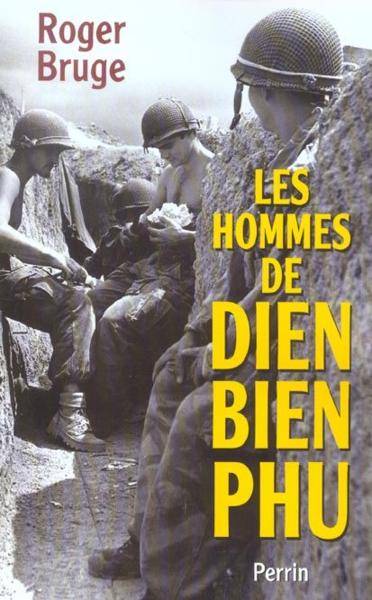 Roger
Bruge
LES
HOMMES
DE
DIEN
BIEN
PHU
Perrin